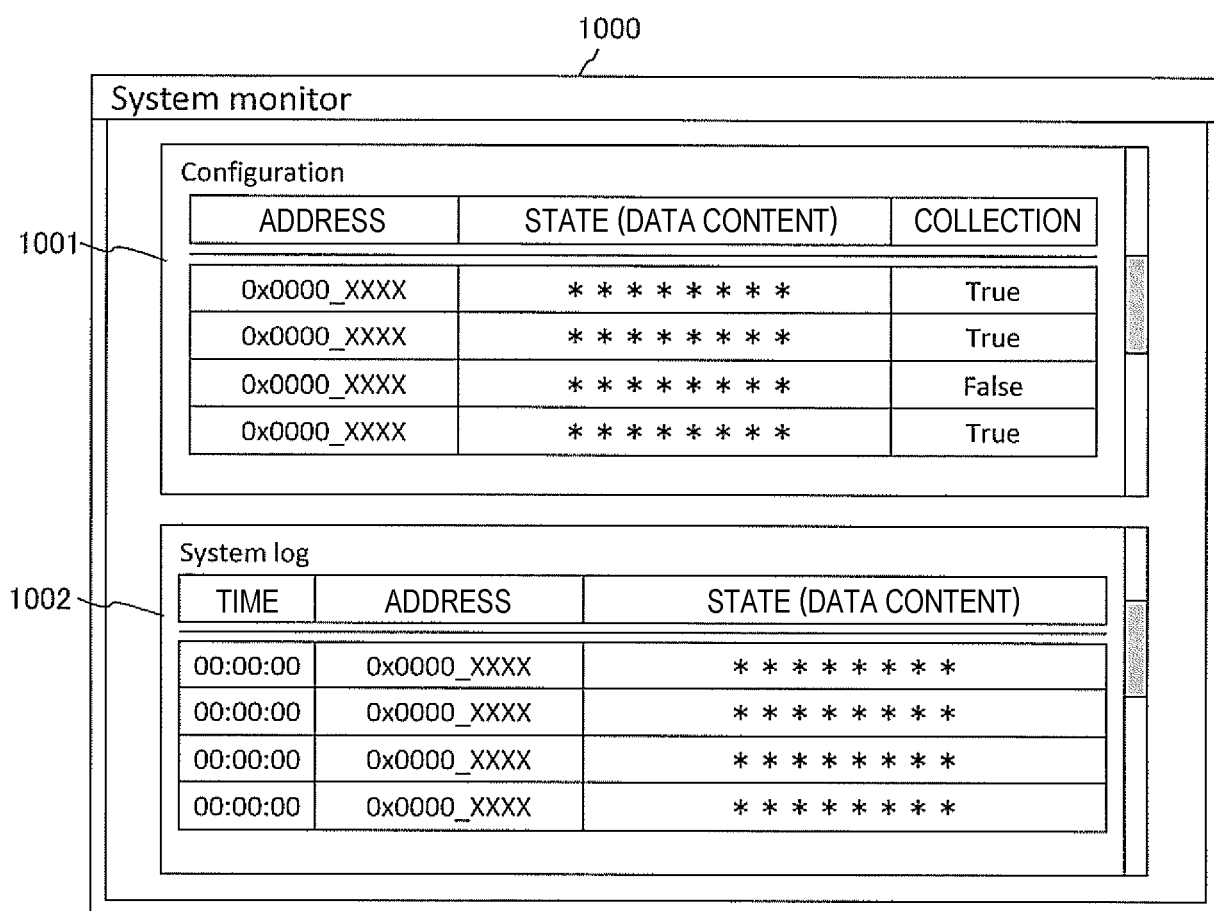 1000
System monitor
Configuration
ADDRESS STATE (DATA CONTENT) COLLECTION
1001
0x0000_XXXX * * * * * * * * True
0x0000_XXXX * * * * * * * * True
0x0000_XXXX * * * * * * * * False
0x0000_XXXX * * * * * * * * True
System log
1002
TIME ADDRESS STATE (DATA CONTENT)
00:00:00 0x0000_XXXX * * * * * * * *
00:00:00 0x0000_XXXX * * * * * * * *
00:00:00 0x0000_XXXX * * * * * * * *
00:00:00 0x0000_XXXX * * * * * * * *